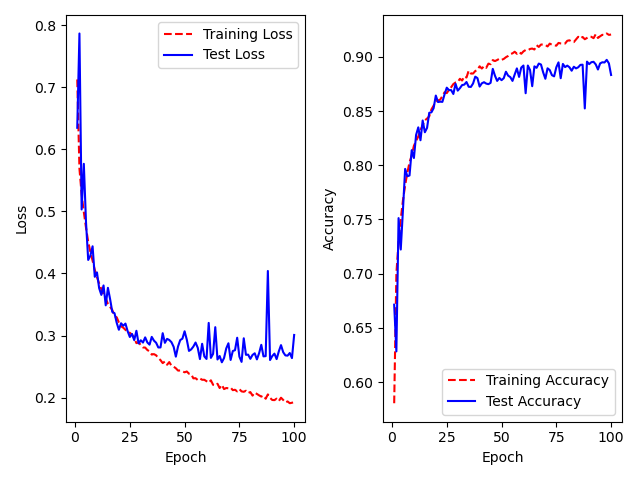 0.8
0.7
0.6
0.5
0.4
0.3
0.2
Loss
0 25 50 75 100
Epoch
Training Loss
Test Loss
0.90
0.85
0.80
0.75
0.70
0.65
0.60
Accuracy
0 25 50 75 100
Epoch
Training Accuracy
Test Accuracy